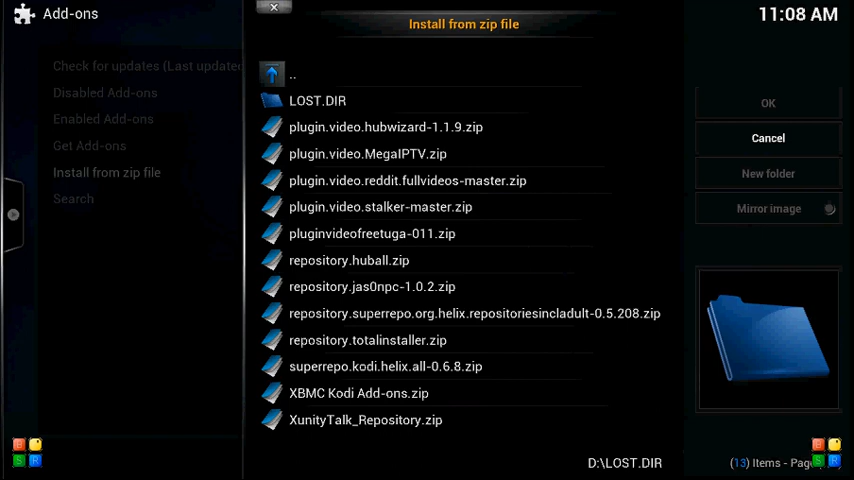 Add-ons
Install from zip file
11:08 AM
Check for updates (Last updated
Disabled Add-ons
Enabled Add-ons
Get Add-ons
Install from zip file
Search
..
LOST.DIR
plugin.video.hubwizard-1.1.9.zip
plugin.video.MegaIPTV.zip
plugin.video.reddit.fullvideos-master.zip
plugin.video.stalker-master.zip
pluginvideofreetuga-011.zip
repository.huball.zip
repository.jas0npc-1.0.2.zip
repository.superrepo.org.helix.repositoriesincladult-0.5.208.zip
repository.totalinstaller.zip
superrepo.kodi.helix.all-0.6.8.zip
XBMC Kodi Add-ons.zip
XunityTalk_Repository.zip
OK
Cancel
New folder
Mirror image
D:\LOST.DIR
(13) Items - Pag
B
S R
B
S R